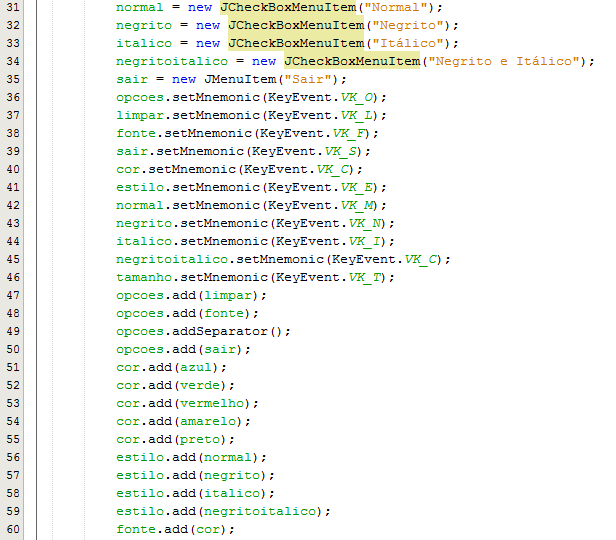 31 normal = new JCheckBoxMenuItem("Normal");
32 negrito = new JCheckBoxMenuItem("Negrito");
33 italico = new JCheckBoxMenuItem("Itálico");
34 negritoitalico = new JCheckBoxMenuItem("Negrito e Itálico");
35 sair = new JMenuItem("Sair");
36 opcoes.setMnemonic(KeyEvent.VK_O);
37 limpar.setMnemonic(KeyEvent.VK_L);
38 fonte.setMnemonic(KeyEvent.VK_F);
39 sair.setMnemonic(KeyEvent.VK_S);
40 cor.setMnemonic(KeyEvent.VK_C);
41 estilo.setMnemonic(KeyEvent.VK_E);
42 normal.setMnemonic(KeyEvent.VK_M);
43 negrito.setMnemonic(KeyEvent.VK_N);
44 italico.setMnemonic(KeyEvent.VK_I);
45 negritoitalico.setMnemonic(KeyEvent.VK_C);
46 tamanho.setMnemonic(KeyEvent.VK_T);
47 opcoes.add(limpar);
48 opcoes.add(fonte);
49 opcoes.addSeparator();
50 opcoes.add(sair);
51 cor.add(azul);
52 cor.add(verde);
53 cor.add(vermelho);
54 cor.add(amarelo);
55 cor.add(preto);
56 estilo.add(normal);
57 estilo.add(negrito);
58 estilo.add(italico);
59 estilo.add(negritoitalico);
60 fonte.add(cor);